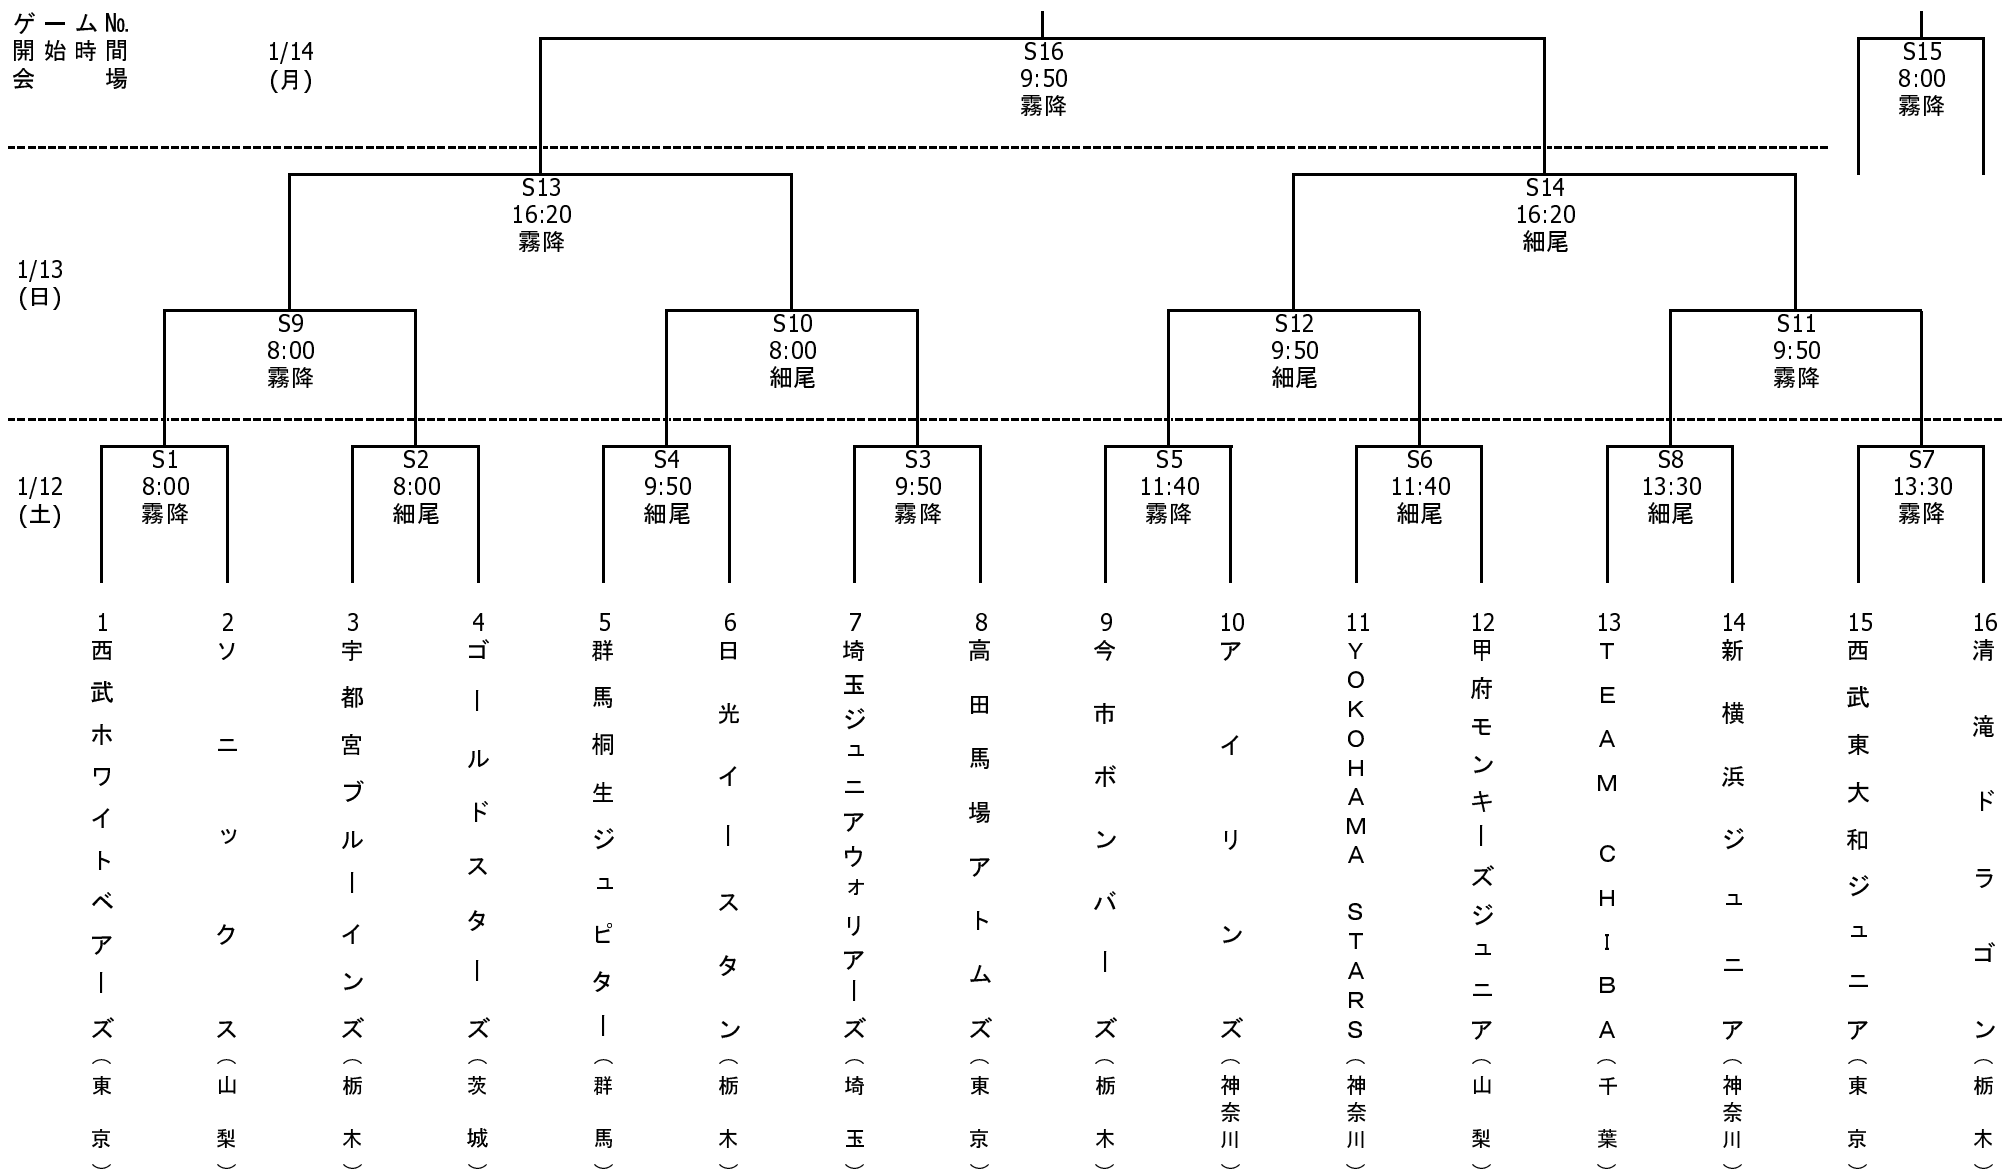 ゲームNo.
開始時間
会場
1/14
(月)
S16
9:50
霧降
S15
8:00
霧降
1/13
(日)
S13
16:20
霧降
S14
16:20
細尾
S9
8:00
霧降
S10
8:00
細尾
S12
9:50
細尾
S11
9:50
霧降
1/12
(土)
S1
8:00
霧降
S2
8:00
細尾
S4
9:50
細尾
S3
9:50
霧降
S5
11:40
霧降
S6
11:40
細尾
S8
13:30
細尾
S7
13:30
霧降
1
西武ホワイトベアーズ(東京)
2
ソニックス(山梨)
3
宇都宮ブルーインズ(栃木)
4
ゴールドスターズ(茨城)
5
群馬桐生ジュピター(群馬)
6
日光イースタン(栃木)
7
埼玉ジュニアウォリアーズ(埼玉)
8
高田馬場アトムズ(東京)
9
今市ボンバーズ(栃木)
10
アイリンズ(神奈川)
11
YOKOHAMA STARS(神奈川)
12
甲府モンキーズジュニア(山梨)
13
TEAM CHIBA(千葉)
14
新横浜ジュニア(神奈川)
15
西武東大和ジュニア(東京)
16
清滝ドラゴン(栃木)